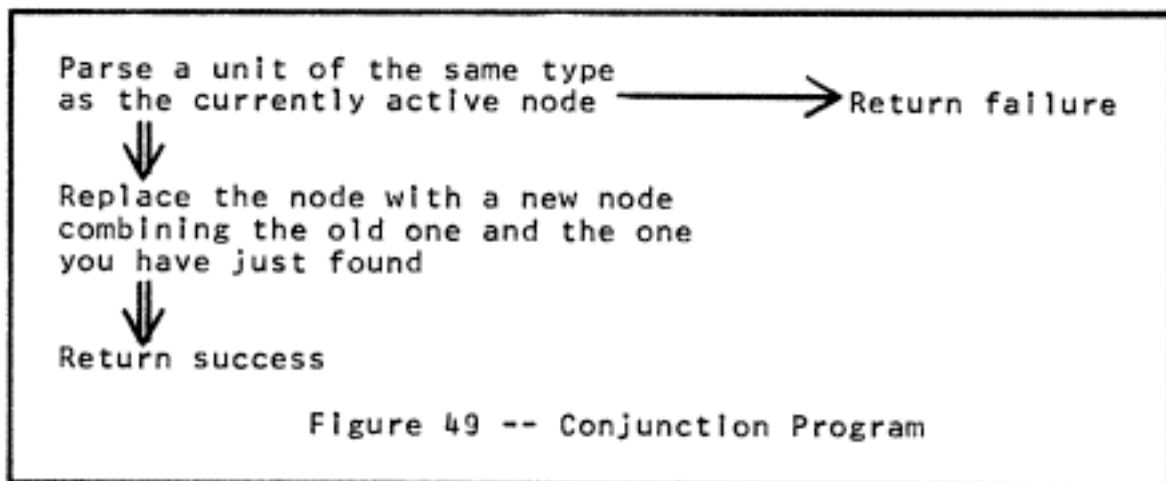 Parse a unit of the same type
as the currently active node
Return failure
Replace the node with a new node
combining the old one and the one
you have just found
Return success
Figure 49 -- Conjunction Program